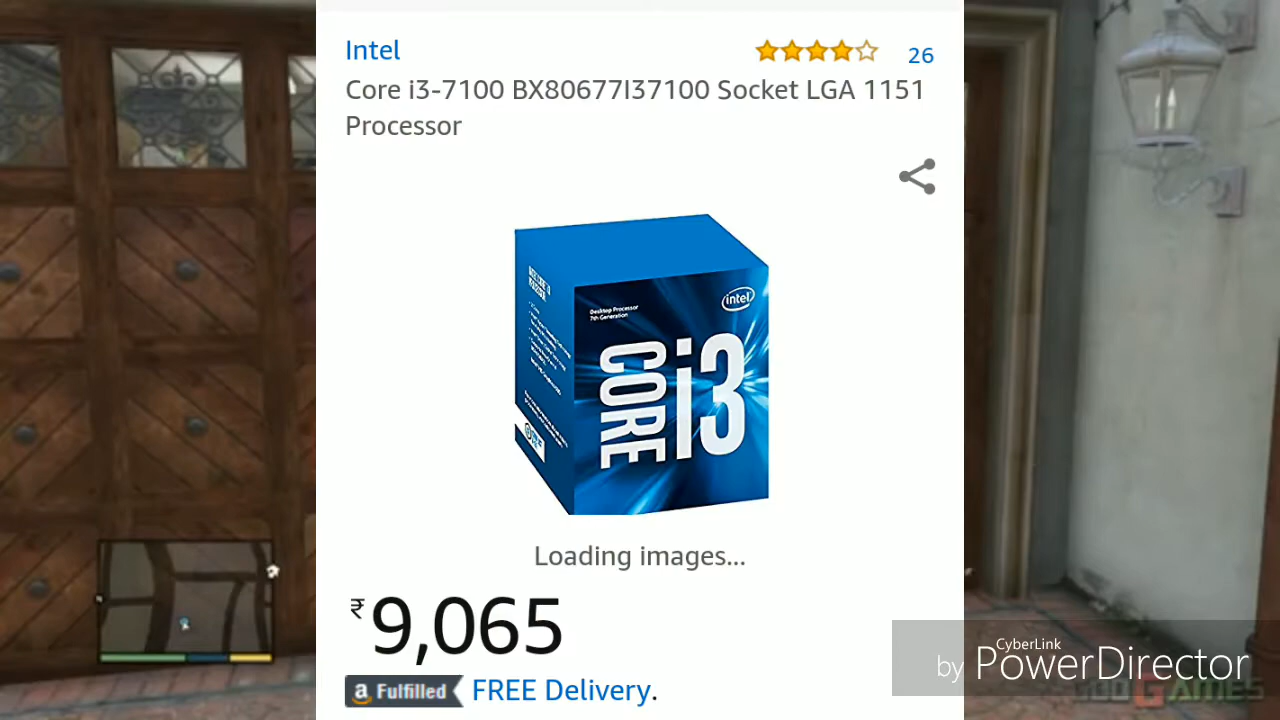 Intel 26
Core i3-7100 BX80677I37100 Socket LGA 1151
Processor
intel
Desktop Processor
7th Generation
CORE i3
Loading images...
₹9,065
a Fulfilled FREE Delivery.
CyberLink
by PowerDirector